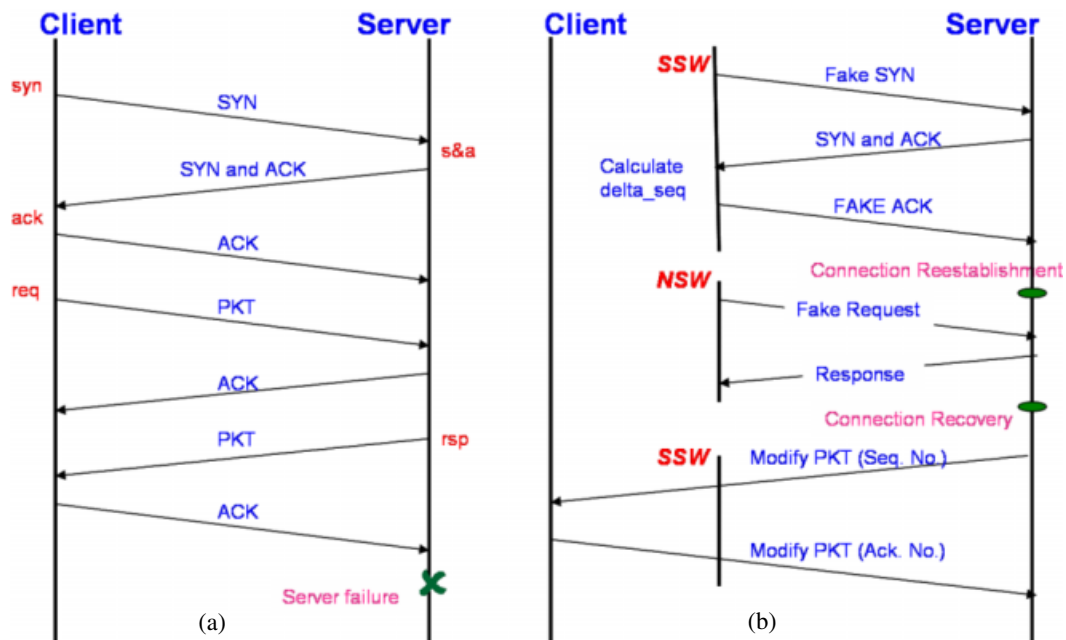 Client
Server
syn
SYN
s&a
SYN and ACK
ack
ACK
req
PKT
ACK
PKT
rsp
ACK
Server failure
(a)
Client
Server
SSW
Fake SYN
SYN and ACK
Calculate
delta_seq
FAKE ACK
Connection Reestablishment
NSW
Fake Request
Response
Connection Recovery
SSW
Modify PKT (Seq. No.)
Modify PKT (Ack. No.)
(b)